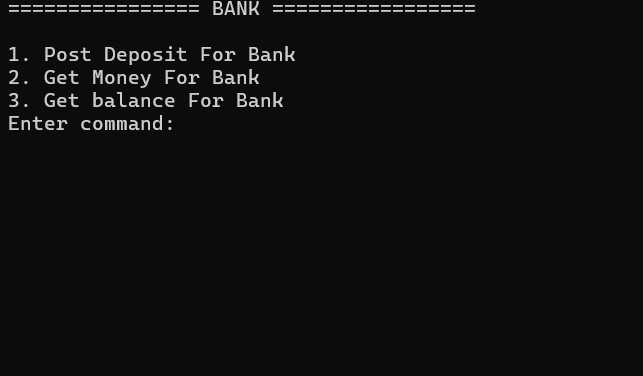 ================ BANK =================
1. Post Deposit For Bank
2. Get Money For Bank
3. Get balance For Bank
Enter command: